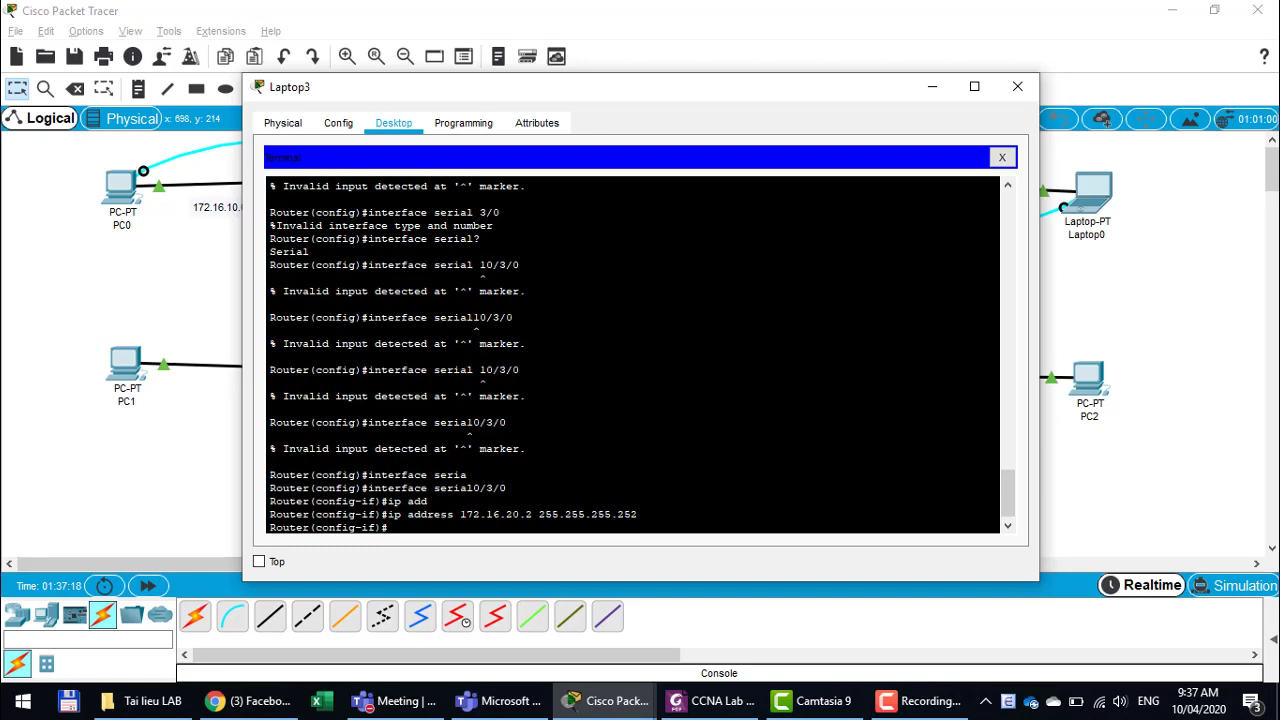 Cisco Packet Tracer
File Edit Options View Tools Extensions Help
?
Laptop3
Logical
Physical
x: 698, y: 214
01:01:00
Physical Config Desktop Programming Attributes
Terminal
X
% Invalid input detected at '^' marker.
Router(config)#interface serial 3/0
%Invalid interface type and number
Router(config)#interface serial?
Serial
Router(config)#interface serial 10/3/0
^
% Invalid input detected at '^' marker.
Router(config)#interface serial10/3/0
^
% Invalid input detected at '^' marker.
Router(config)#interface serial 10/3/0
^
% Invalid input detected at '^' marker.
Router(config)#interface serial0/3/0
^
% Invalid input detected at '^' marker.
Router(config)#interface seria
Router(config)#interface serial0/3/0
Router(config-if)#ip add
Router(config-if)#ip address 172.16.20.2 255.255.255.252
Router(config-if)#
Top
PC-PT
PC0
172.16.10.
PC-PT
PC1
Laptop-PT
Laptop0
PC-PT
PC2
Time: 01:37:18
Realtime
Simulation
Console
Tai lieu LAB
(3) Facebo...
Meeting | ...
Microsoft ...
Cisco Pack...
CCNA Lab ...
Camtasia 9
Recording...
ENG
9:37 AM
10/04/2020
3